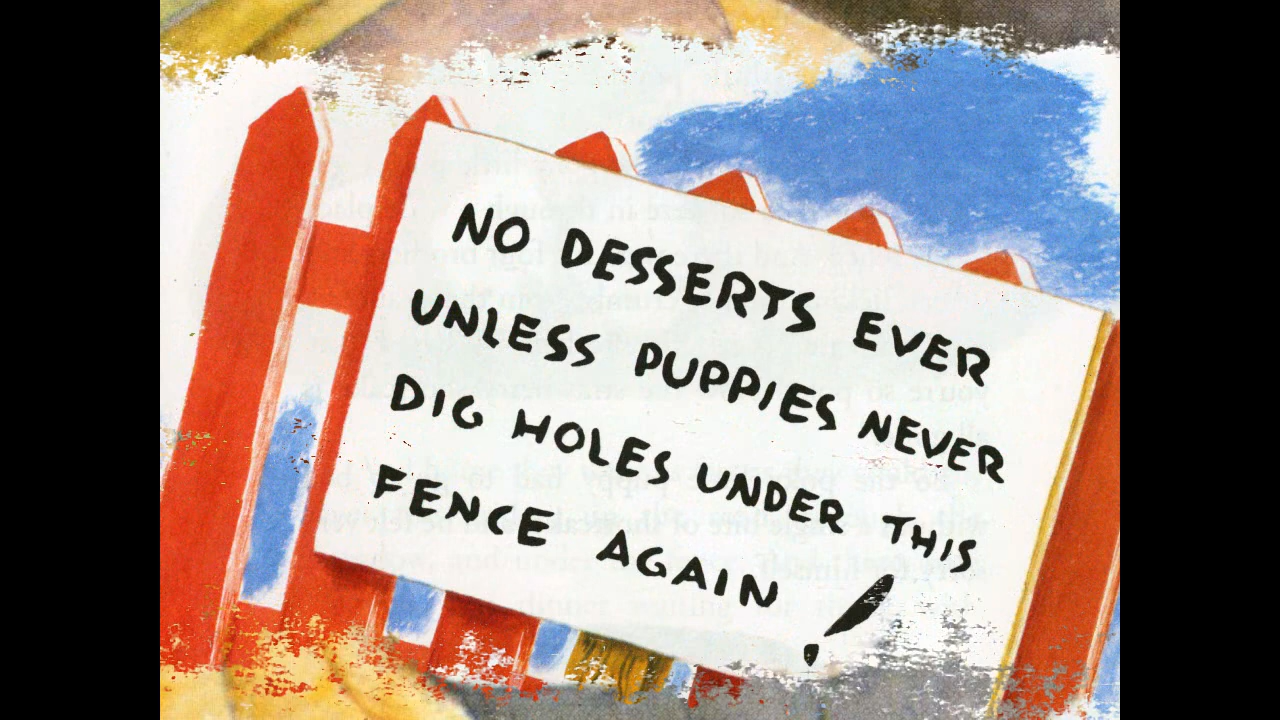 NO DESSERTS EVER
UNLESS PUPPIES NEVER
DIG HOLES UNDER THIS
FENCE AGAIN!